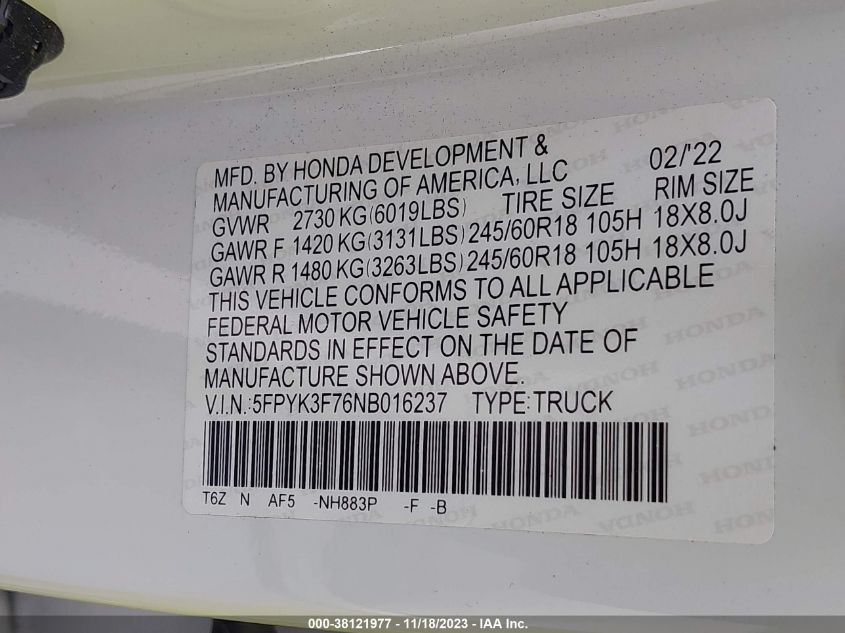 MFD. BY HONDA DEVELOPMENT & 02/'22
MANUFACTURING OF AMERICA, LLC
GVWR 2730 KG(6019LBS) TIRE SIZE RIM SIZE
GAWR F 1420 KG(3131LBS) 245/60R18 105H 18X8.0J
GAWR R 1480 KG(3263LBS) 245/60R18 105H 18X8.0J
THIS VEHICLE CONFORMS TO ALL APPLICABLE
FEDERAL MOTOR VEHICLE SAFETY
STANDARDS IN EFFECT ON THE DATE OF
MANUFACTURE SHOWN ABOVE.
V.I.N.:5FPYK3F76NB016237 TYPE:TRUCK
T6Z N AF5 -NH883P -F -B
000-38121977 - 11/18/2023 - IAA Inc.